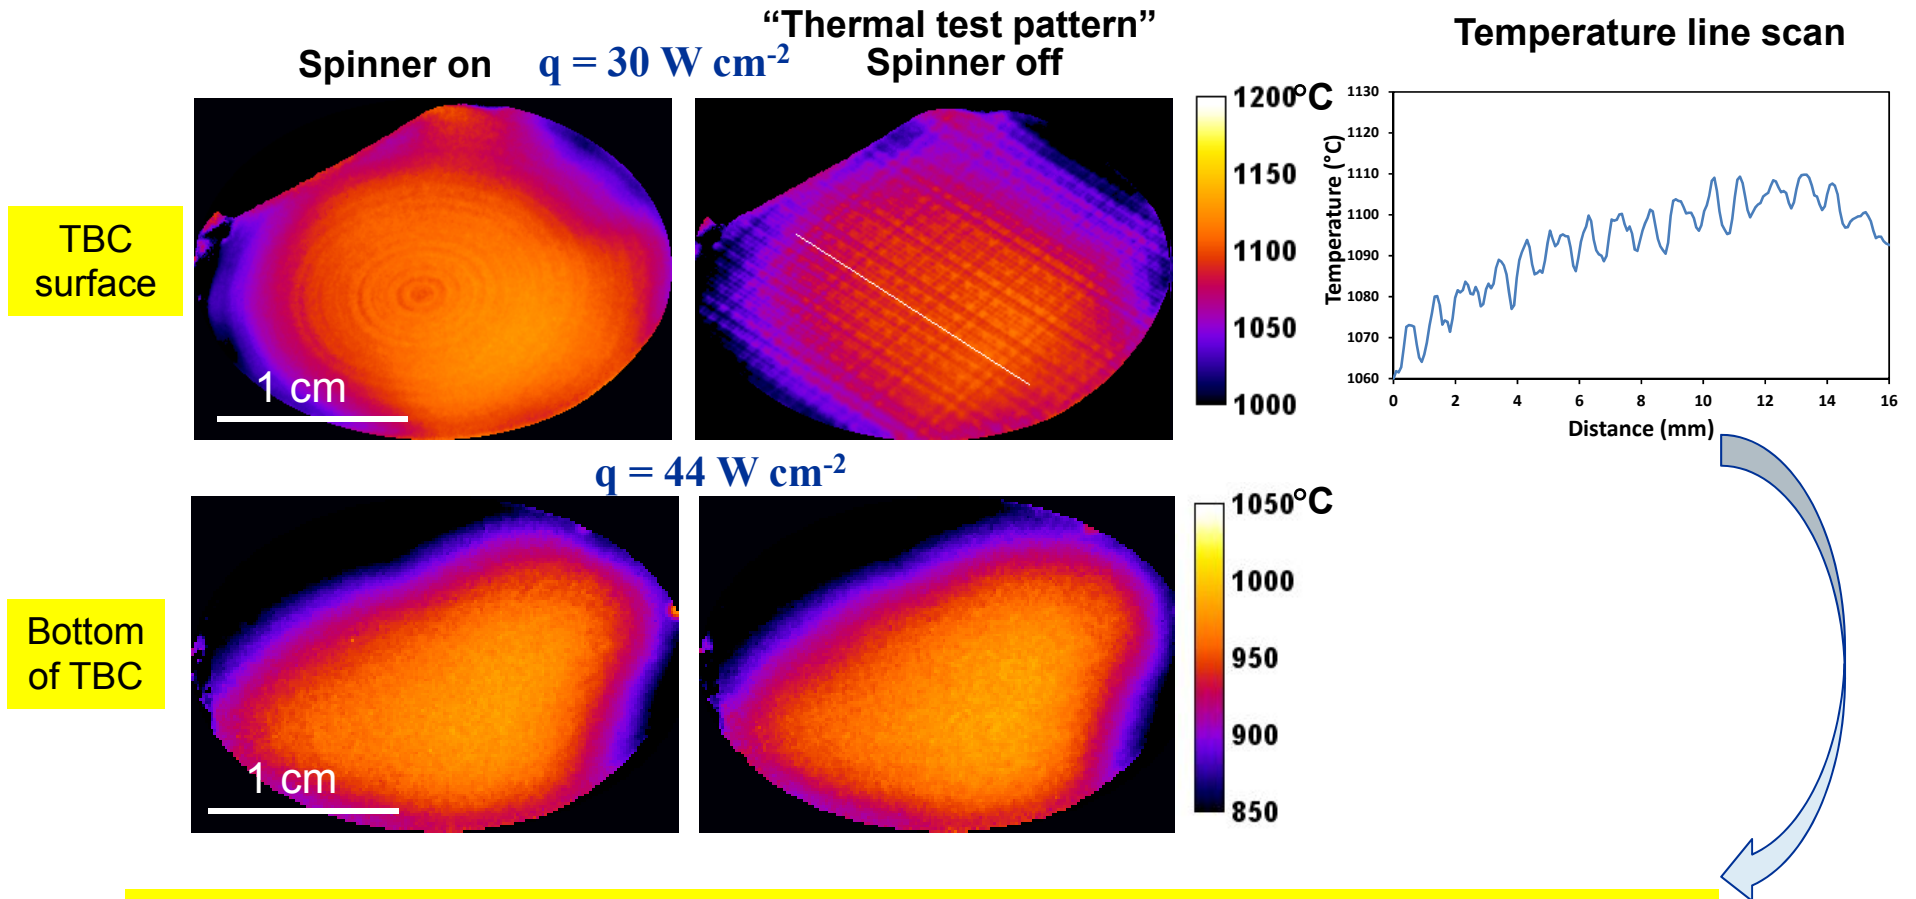 “Thermal test pattern”
Spinner on
q = 30 W cm-2
Spinner off
Temperature line scan
TBC
surface
1 cm
1200°C
1150
1100
1050
1000
1130
1120
1110
1100
1090
1080
1070
1060
Temperature (°C)
0 2 4 6 8 10 12 14 16
Distance (mm)
q = 44 W cm-2
Bottom
of TBC
1 cm
1050°C
1000
950
900
850